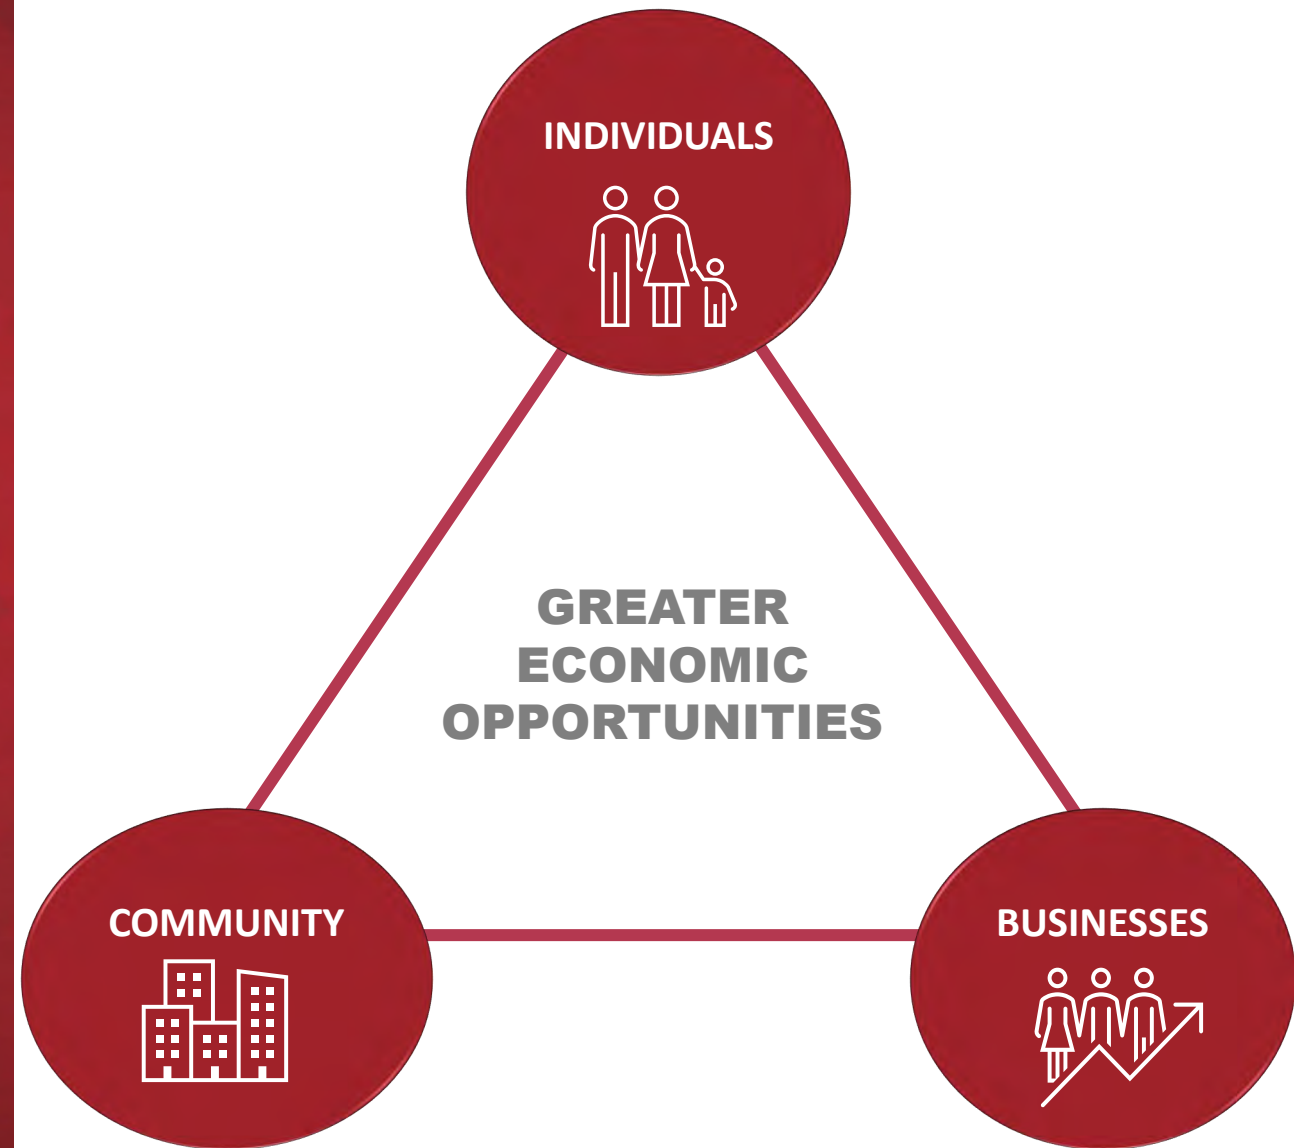 INDIVIDUALS
GREATER
ECONOMIC
OPPORTUNITIES
COMMUNITY
BUSINESSES